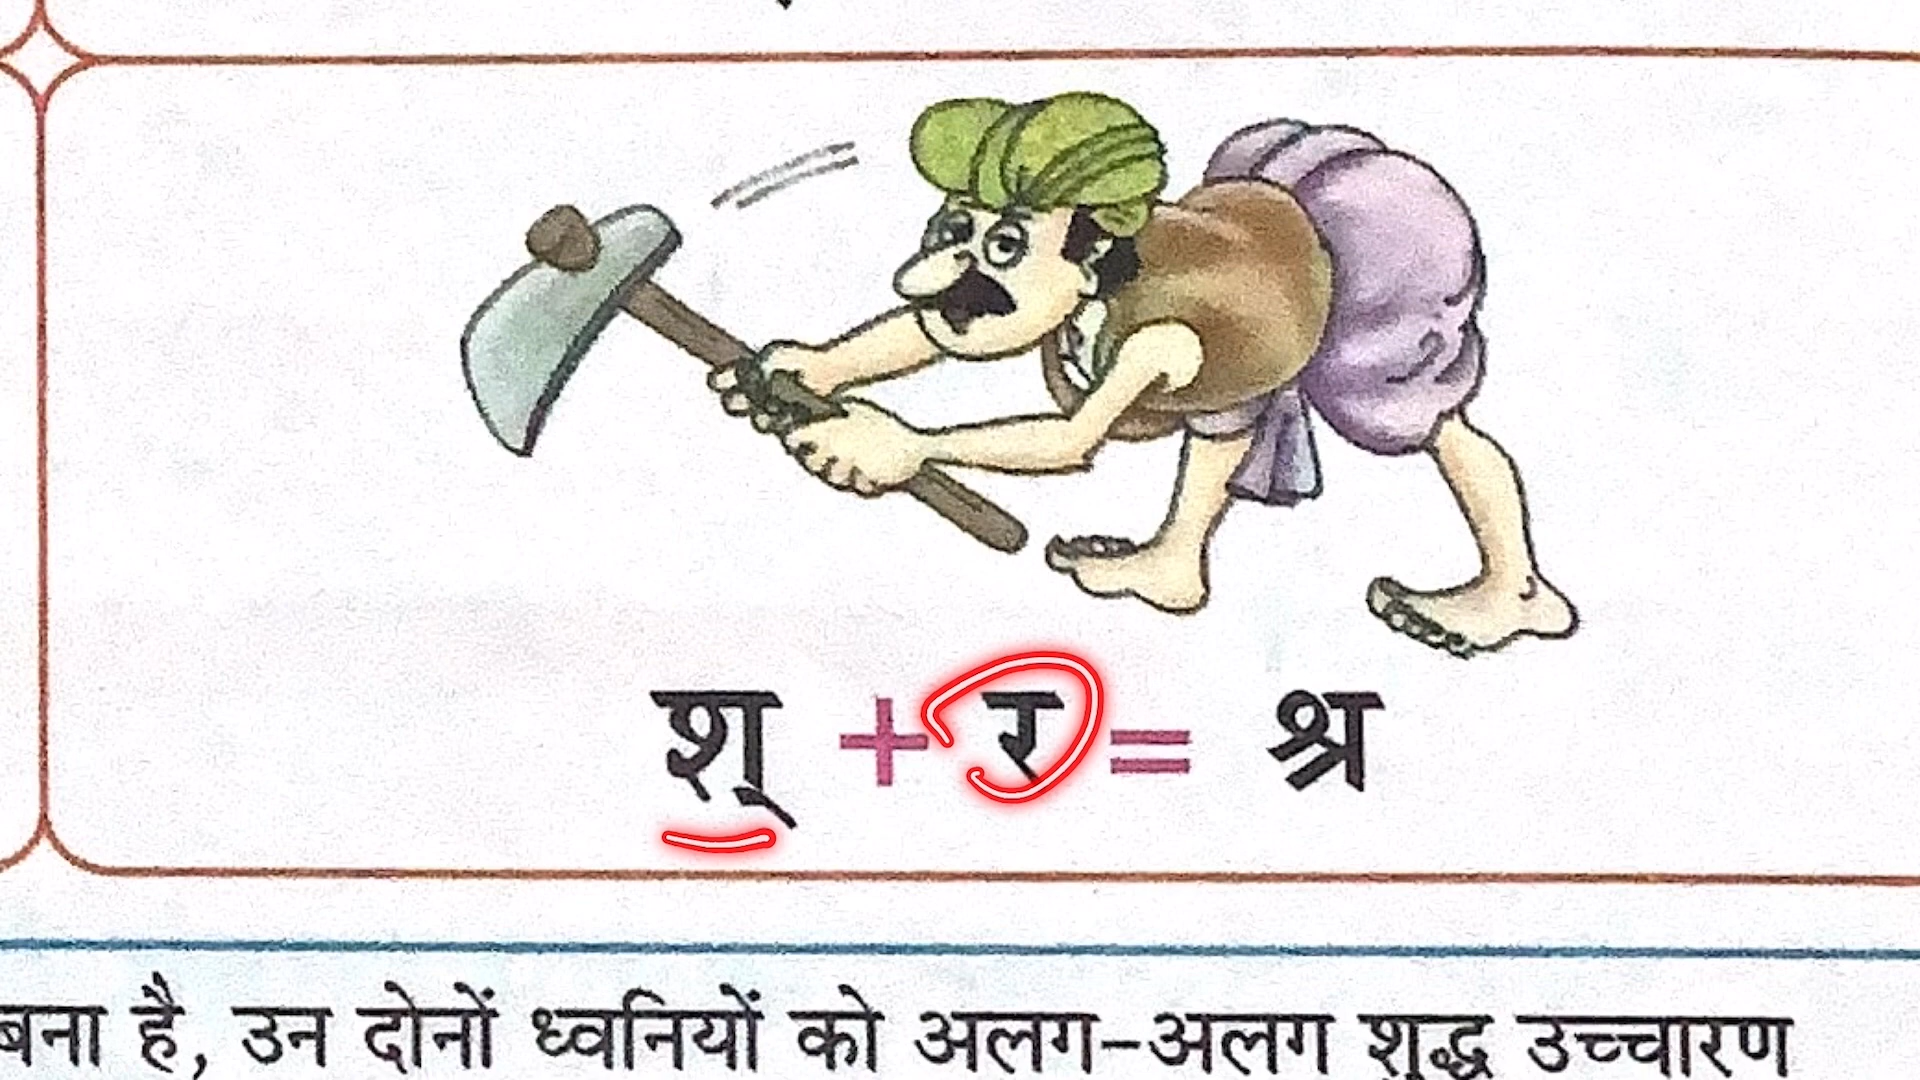 श् + र = श्र
बना है, उन दोनों ध्वनियों को अलग-अलग शुद्ध उच्चारण